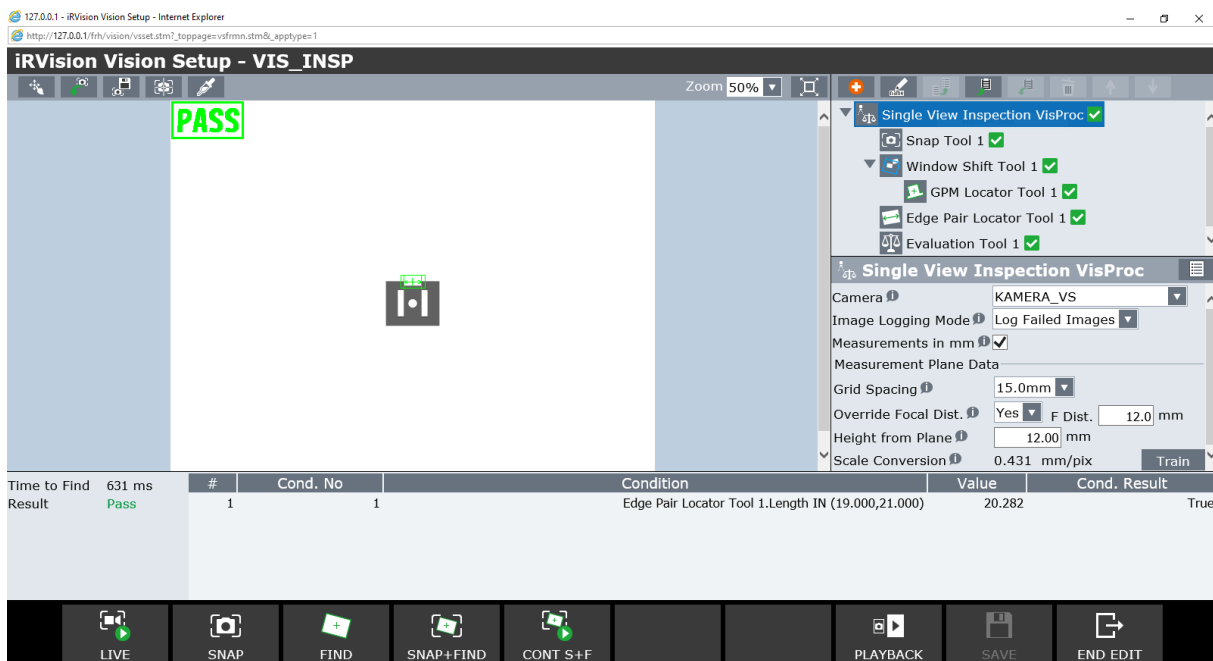 127.0.0.1 - iRVision Vision Setup - Internet Explorer
http://127.0.0.1/frh/vision/vsset.stm?_toppage=vsfrmn.stm&_apptype=1
iRVision Vision Setup - VIS_INSP
Zoom 50%
PASS
Single View Inspection VisProc
Snap Tool 1
Window Shift Tool 1
GPM Locator Tool 1
Edge Pair Locator Tool 1
Evaluation Tool 1
Single View Inspection VisProc
Camera KAMERA_VS
Image Logging Mode Log Failed Images
Measurements in mm
Measurement Plane Data
Grid Spacing 15.0mm
Override Focal Dist. Yes F Dist. 12.0 mm
Height from Plane 12.00 mm
Scale Conversion 0.431 mm/pix Train
Time to Find 631 ms
Result Pass
# Cond. No Condition Value Cond. Result
1 1 Edge Pair Locator Tool 1.Length IN (19.000,21.000) 20.282 True
LIVE SNAP FIND SNAP+FIND CONT S+F PLAYBACK SAVE END EDIT